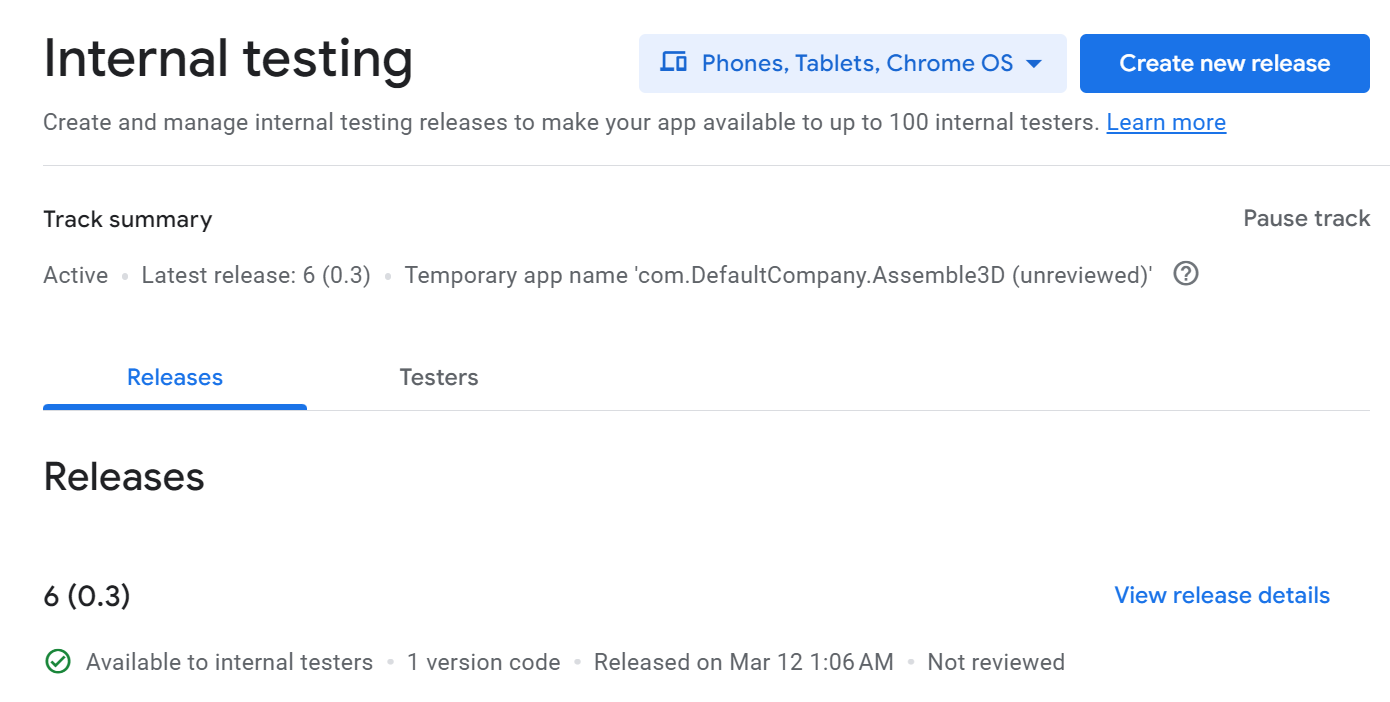 Internal testing
Phones, Tablets, Chrome OS
Create new release
Create and manage internal testing releases to make your app available to up to 100 internal testers. Learn more
Track summary
Pause track
Active • Latest release: 6 (0.3) • Temporary app name 'com.DefaultCompany.Assemble3D (unreviewed)'
Releases
Testers
Releases
6 (0.3)
View release details
Available to internal testers • 1 version code • Released on Mar 12 1:06 AM • Not reviewed